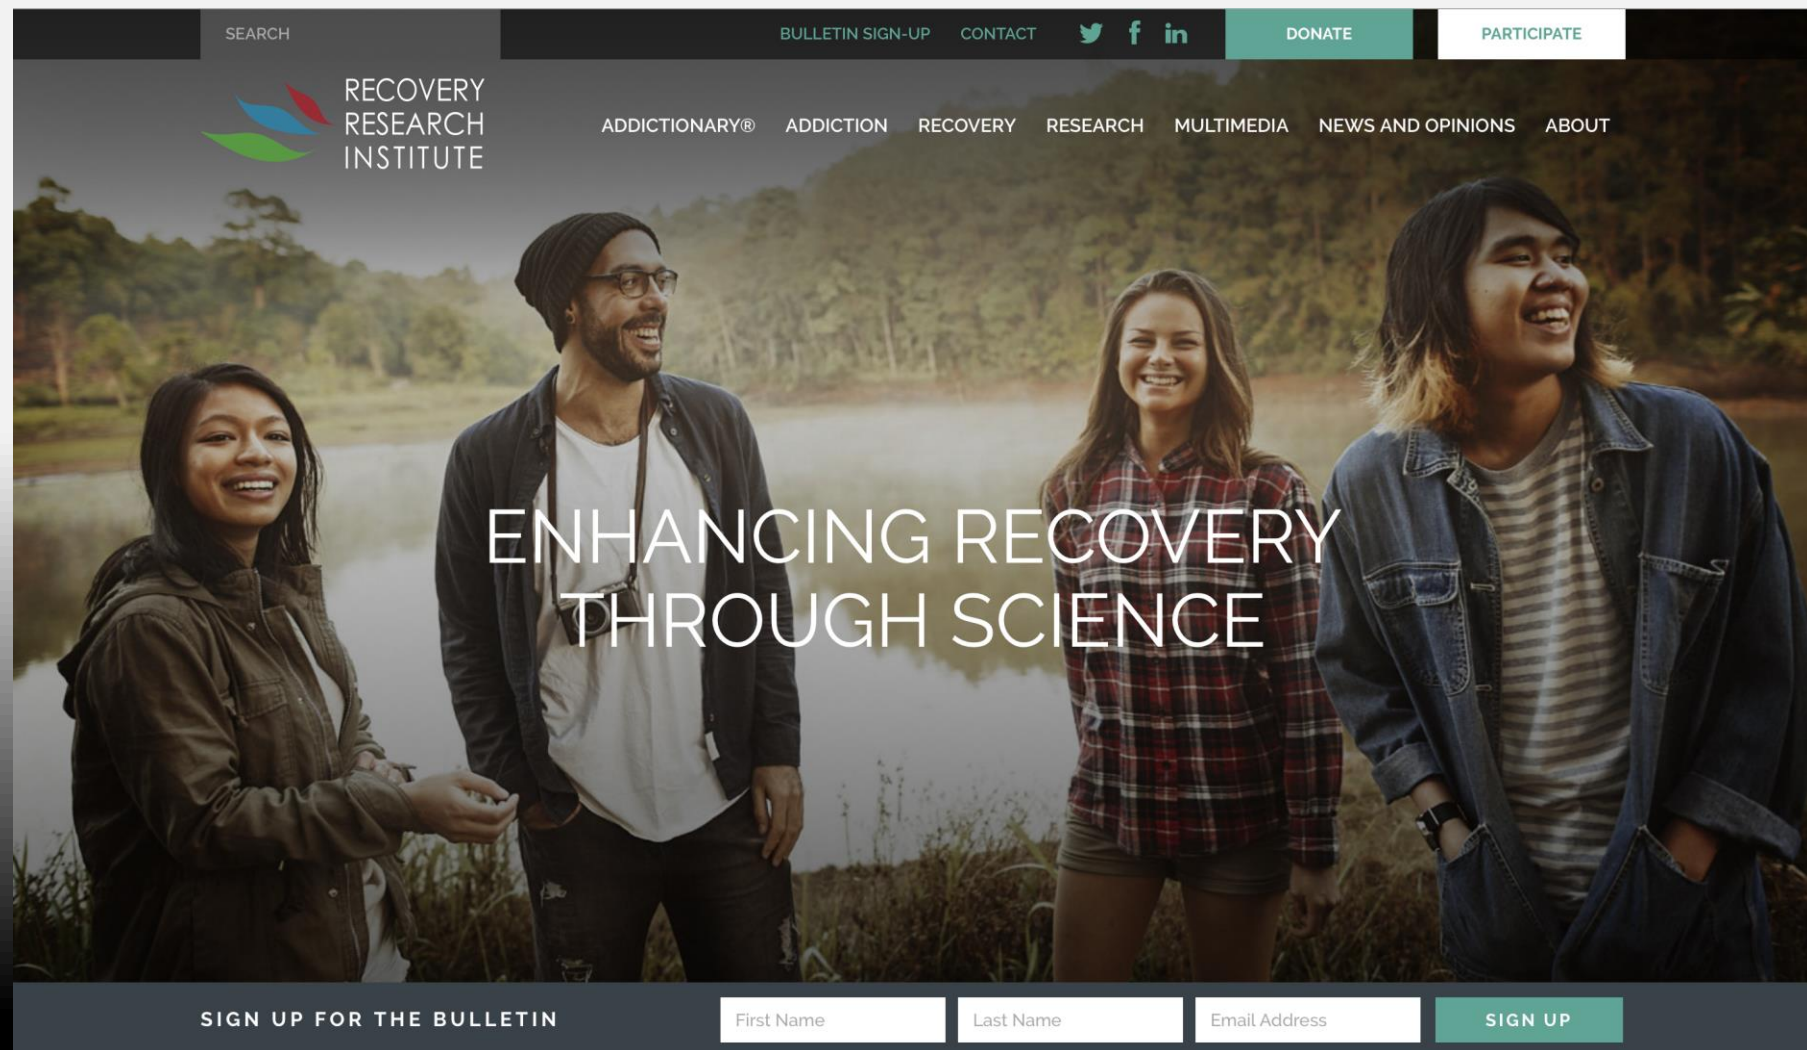 SEARCH
BULLETIN SIGN-UP CONTACT DONATE PARTICIPATE
RECOVERY
RESEARCH
INSTITUTE
ADDICTIONARY® ADDICTION RECOVERY RESEARCH MULTIMEDIA NEWS AND OPINIONS ABOUT
ENHANCING RECOVERY
THROUGH SCIENCE
SIGN UP FOR THE BULLETIN First Name Last Name Email Address SIGN UP